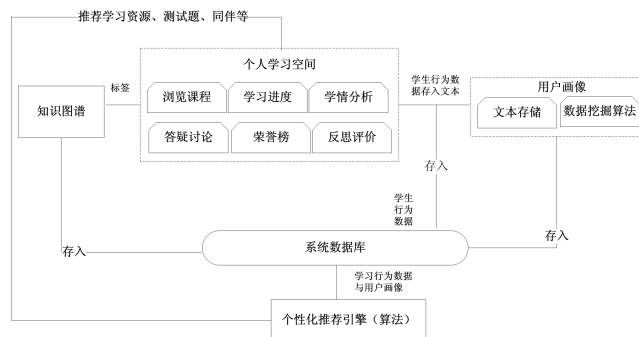 推荐学习资源、测试题、同伴等
个人学习空间
浏览课程
学习进度
学情分析
答疑讨论
荣誉榜
反思评价
知识图谱
标签
学生行为数
据存入文本
用户画像
文本存储
数据挖掘算法
存入
学生
行为
数据
存入
存入
系统数据库
学习行为数据
与用户画像
个性化推荐引擎（算法）